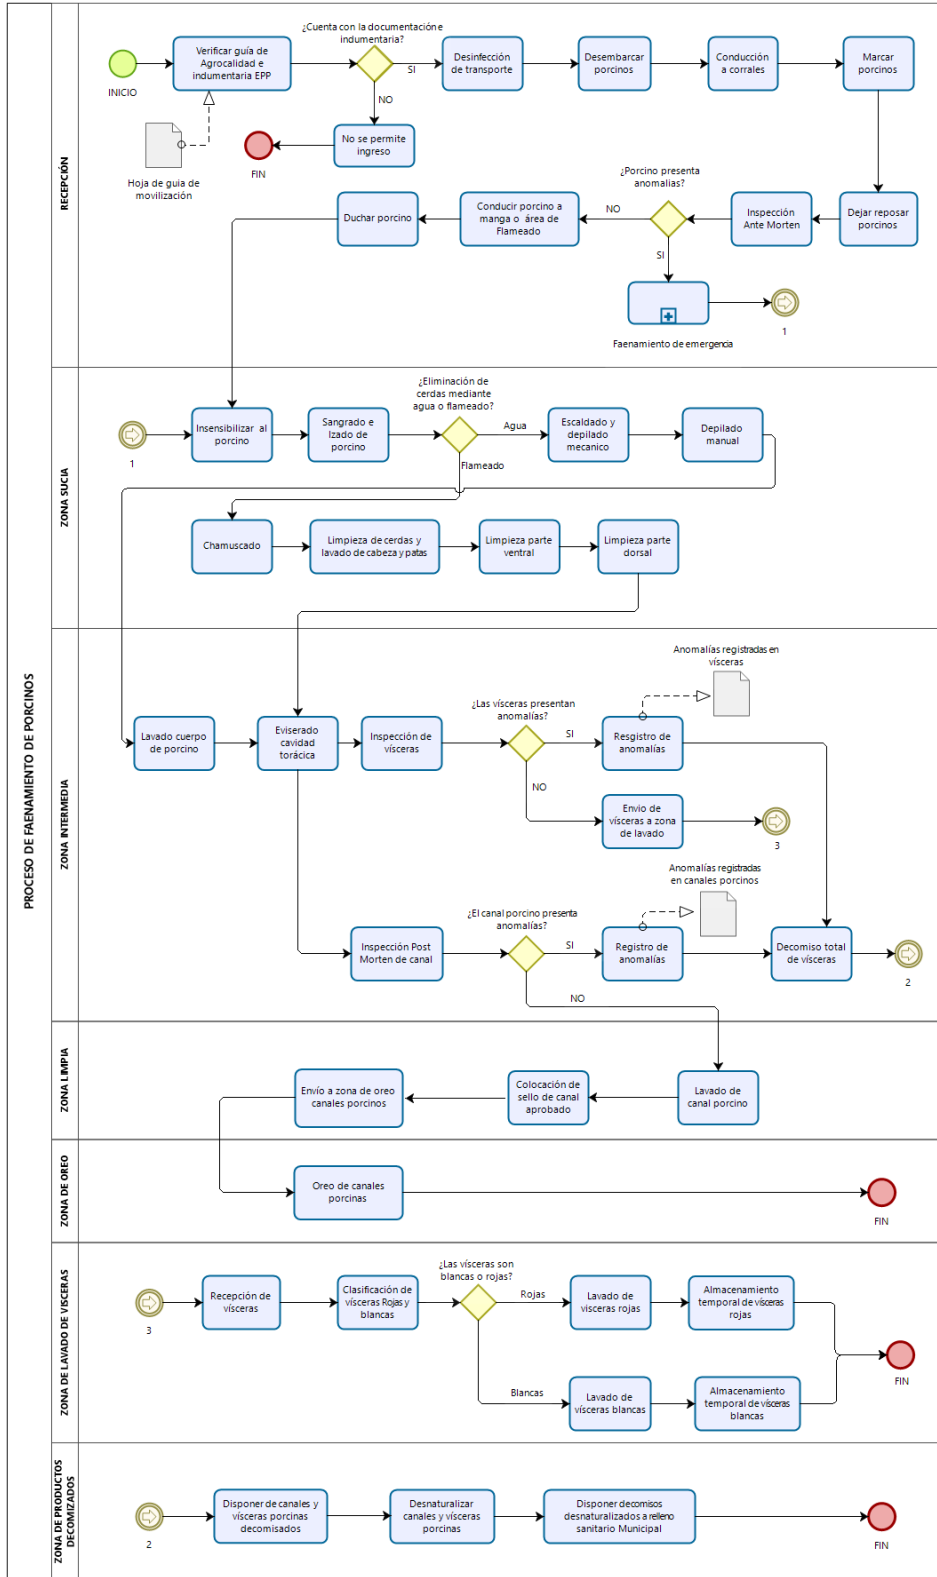 PROCESO DE FAENAMIENTO DE PORCINOS
RECEPCIÓN
¿Cuenta con la documentación e
indumentaria?
INICIO
Verificar guía de
Agrocalidad e
indumentaria EPP
SI
NO
Desinfección
de transporte
Desembarcar
porcinos
Conducción
a corrales
Marcar
porcinos
Hoja de guia de
movilización
FIN
No se permite
ingreso
¿Porcino presenta
anomalias?
Duchar porcino
Conducir porcino a
manga o área de
Flameado
NO
SI
Inspección
Ante Morten
Dejar reposar
porcinos
Faenamiento de emergencia
1
ZONA SUCIA
1
Insensibilizar al
porcino
Sangrado e
Izado de
porcino
¿Eliminación de
cerdas mediante
agua o flameado?
Agua
Flameado
Escaldado y
depilado
mecanico
Depilado
manual
Chamuscado
Limpieza de cerdas y
lavado de cabeza y patas
Limpieza parte
ventral
Limpieza parte
dorsal
ZONA INTERMEDIA
Anomalías registradas en
vísceras
Lavado cuerpo
de porcino
Eviserado
cavidad
torácica
Inspección de
vísceras
¿Las vísceras presentan
anomalías?
SI
NO
Resgistro de
anomalías
Envio de
vísceras a zona
de lavado
3
Anomalías registradas
en canales porcinos
Inspección Post
Morten de canal
¿El canal porcino presenta
anomalías?
SI
NO
Registro de
anomalías
Decomiso total
de vísceras
2
ZONA LIMPIA
Envío a zona de oreo
canales porcinos
Colocación de
sello de canal
aprobado
Lavado de
canal porcino
ZONA DE OREO
Oreo de canales
porcinas
FIN
ZONA DE LAVADO DE VISCERAS
3
Recepción de
vísceras
Clasificación de
vísceras Rojas y
blancas
¿Las vísceras son
blancas o rojas?
Rojas
Blancas
Lavado de
visceras rojas
Almacenamiento
temporal de vísceras
rojas
Lavado de
vísceras blancas
Almacenamiento
temporal de vísceras
blancas
FIN
ZONA DE PRODUCTOS
DECOMIZADOS
2
Disponer de canales y
vísceras porcinas
decomisados
Desnaturalizar
canales y vísceras
porcinas
Disponer decomisos
desnaturalizados a relleno
sanitario Municipal
FIN